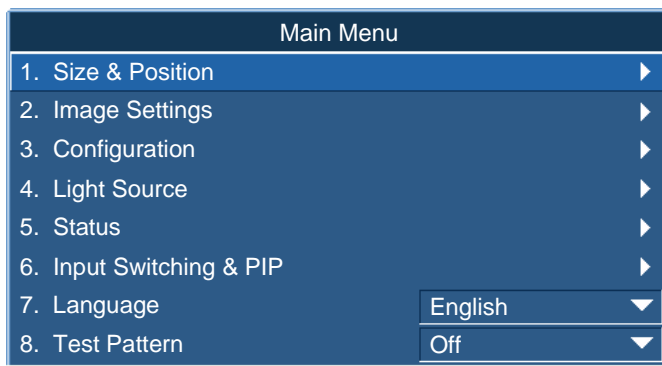 Main Menu
1. Size & Position
2. Image Settings
3. Configuration
4. Light Source
5. Status
6. Input Switching & PIP
7. Language English
8. Test Pattern Off